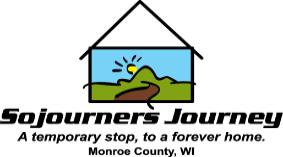 Sojourners Journey
A temporary stop, to a forever home.
Monroe County, WI